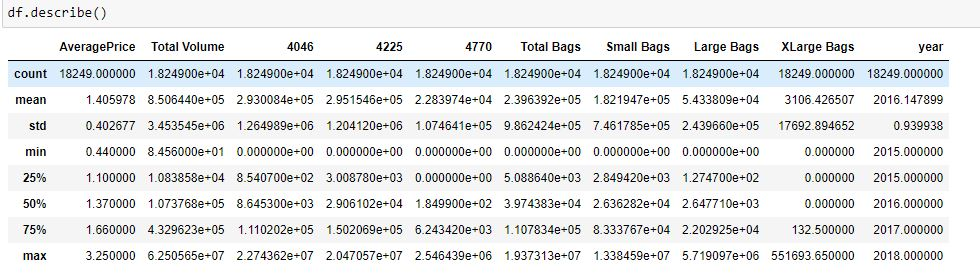 df.describe()
AveragePrice Total Volume 4046 4225 4770 Total Bags Small Bags Large Bags XLarge Bags year
count 18249.000000 1.824900e+04 1.824900e+04 1.824900e+04 1.824900e+04 1.824900e+04 1.824900e+04 1.824900e+04 18249.000000 18249.000000
mean 1.405978 8.506440e+05 2.930084e+05 2.951546e+05 2.283974e+04 2.396392e+05 1.821947e+05 5.433809e+04 3106.426507 2016.147899
std 0.402677 3.453545e+06 1.264989e+06 1.204120e+06 1.074641e+05 9.862424e+05 7.461785e+05 2.439660e+05 17692.894652 0.939938
min 0.440000 8.456000e+01 0.000000e+00 0.000000e+00 0.000000e+00 0.000000e+00 0.000000e+00 0.000000e+00 0.000000 2015.000000
25% 1.100000 1.083858e+04 8.540700e+02 3.008780e+03 0.000000e+00 5.088640e+03 2.849420e+03 1.274700e+02 0.000000 2015.000000
50% 1.370000 1.073768e+05 8.645300e+03 2.906102e+04 1.849900e+02 3.974383e+04 2.636282e+04 2.647710e+03 0.000000 2016.000000
75% 1.660000 4.329623e+05 1.110202e+05 1.502069e+05 6.243420e+03 1.107834e+05 8.333767e+04 2.202925e+04 132.500000 2017.000000
max 3.250000 6.250565e+07 2.274362e+07 2.047057e+07 2.546439e+06 1.937313e+07 1.338459e+07 5.719097e+06 551693.650000 2018.000000